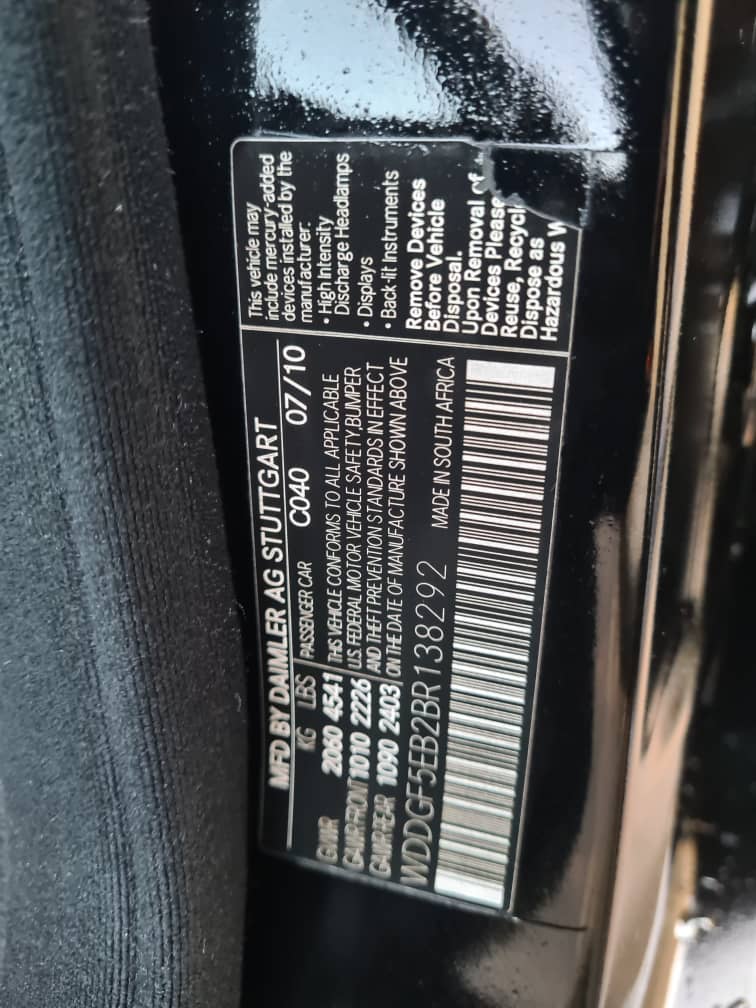 MFD BY DAIMLER AG STUTTGART
KG LBS PASSENGER CAR C040 07/10
GVWR 2060 4541
GAWR-FRONT 1010 2226
GAWR-REAR 1090 2403
THIS VEHICLE CONFORMS TO ALL APPLICABLE
U.S. FEDERAL MOTOR VEHICLE SAFETY, BUMPER
AND THEFT PREVENTION STANDARDS IN EFFECT
ON THE DATE OF MANUFACTURE SHOWN ABOVE
WDDGF5EB2BR138292 MADE IN SOUTH AFRICA
This vehicle may
include mercury-added
devices installed by the
manufacturer:
• High Intensity
Discharge Headlamps
• Displays
• Back-lit Instruments
Remove Devices
Before Vehicle
Disposal.
Upon Removal of
Devices Please
Reuse, Recycl
Dispose as
Hazardous W